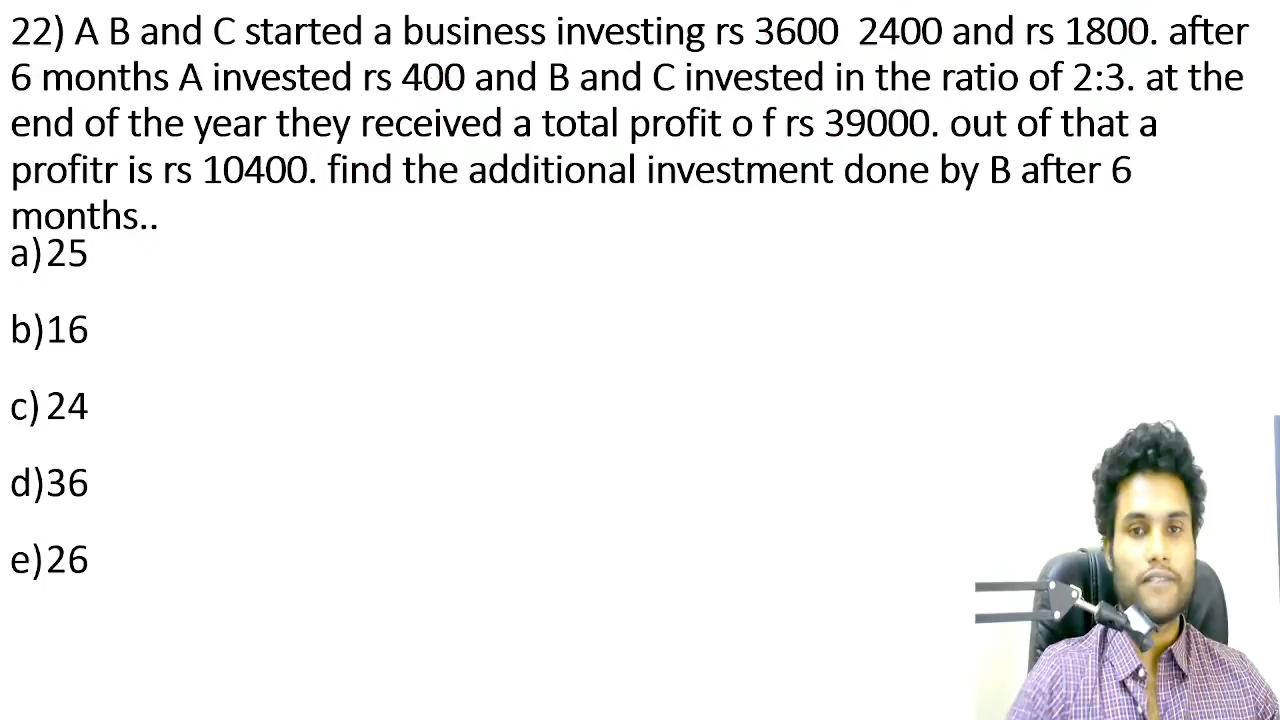 22) A B and C started a business investing rs 3600  2400 and rs 1800. after
6 months A invested rs 400 and B and C invested in the ratio of 2:3. at the
end of the year they received a total profit o f rs 39000. out of that a
profitr is rs 10400. find the additional investment done by B after 6
months..
a)25
b)16
c)24
d)36
e)26